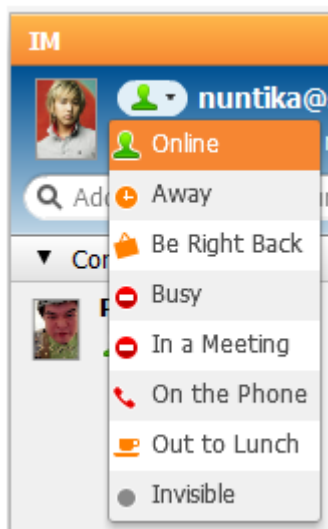 IM
nuntika@
Online
Away
Be Right Back
Busy
In a Meeting
On the Phone
Out to Lunch
Invisible